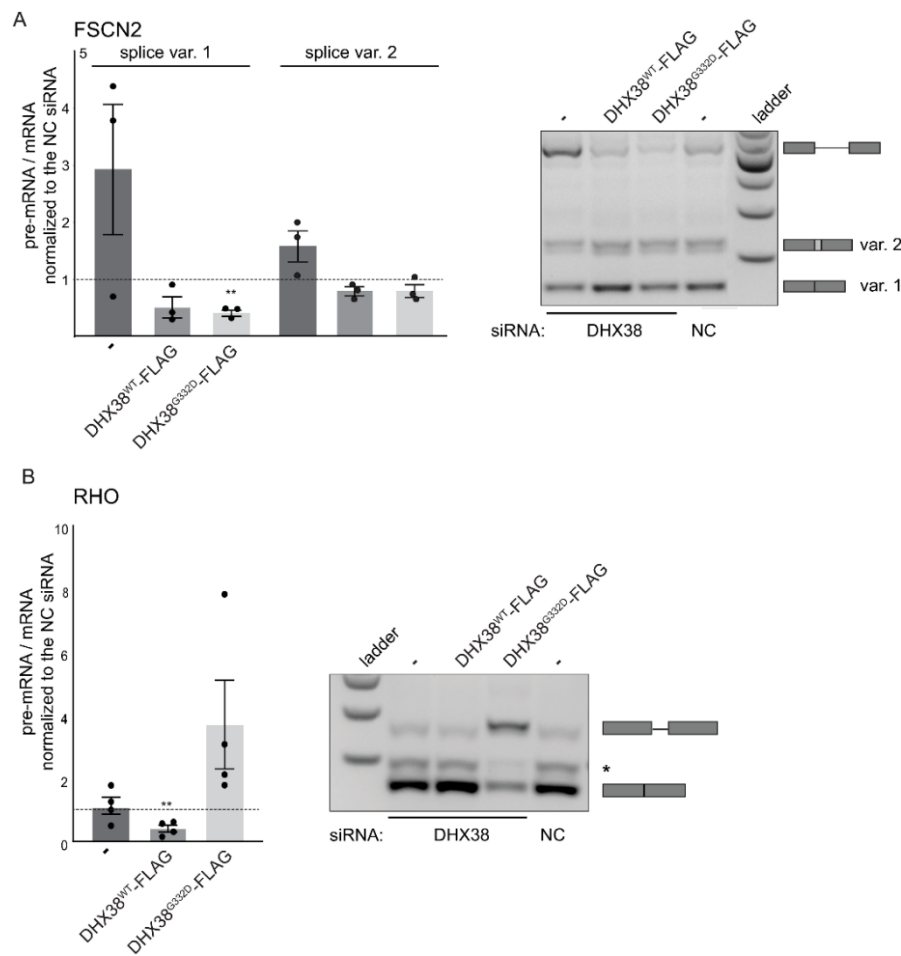 A
FSCN2
splice var. 1 splice var. 2
pre-mRNA / mRNA
normalized to the NC siRNA
5
4
3
2
1
**
-
DHX38WT-FLAG
DHX38G332D-FLAG
-
DHX38WT-FLAG
DHX38G332D-FLAG
-
ladder
var. 2
var. 1
siRNA: DHX38 NC
B
RHO
pre-mRNA / mRNA
normalized to the NC siRNA
10
8
6
4
2
0
**
-
DHX38WT-FLAG
DHX38G332D-FLAG
ladder
-
DHX38WT-FLAG
DHX38G332D-FLAG
-
*
siRNA: DHX38 NC